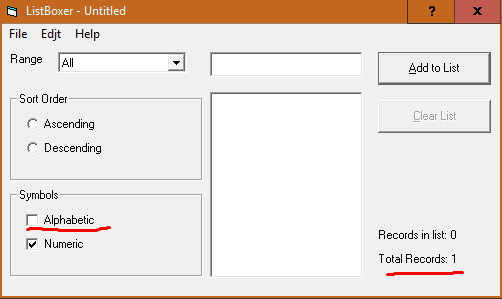 ListBoxer - Untitled
? X
File Edjt Help
Range All
Add to List
Sort Order
Ascending
Descending
Clear List
Symbols
Alphabetic
Numeric
Records in list: 0
Total Records: 1